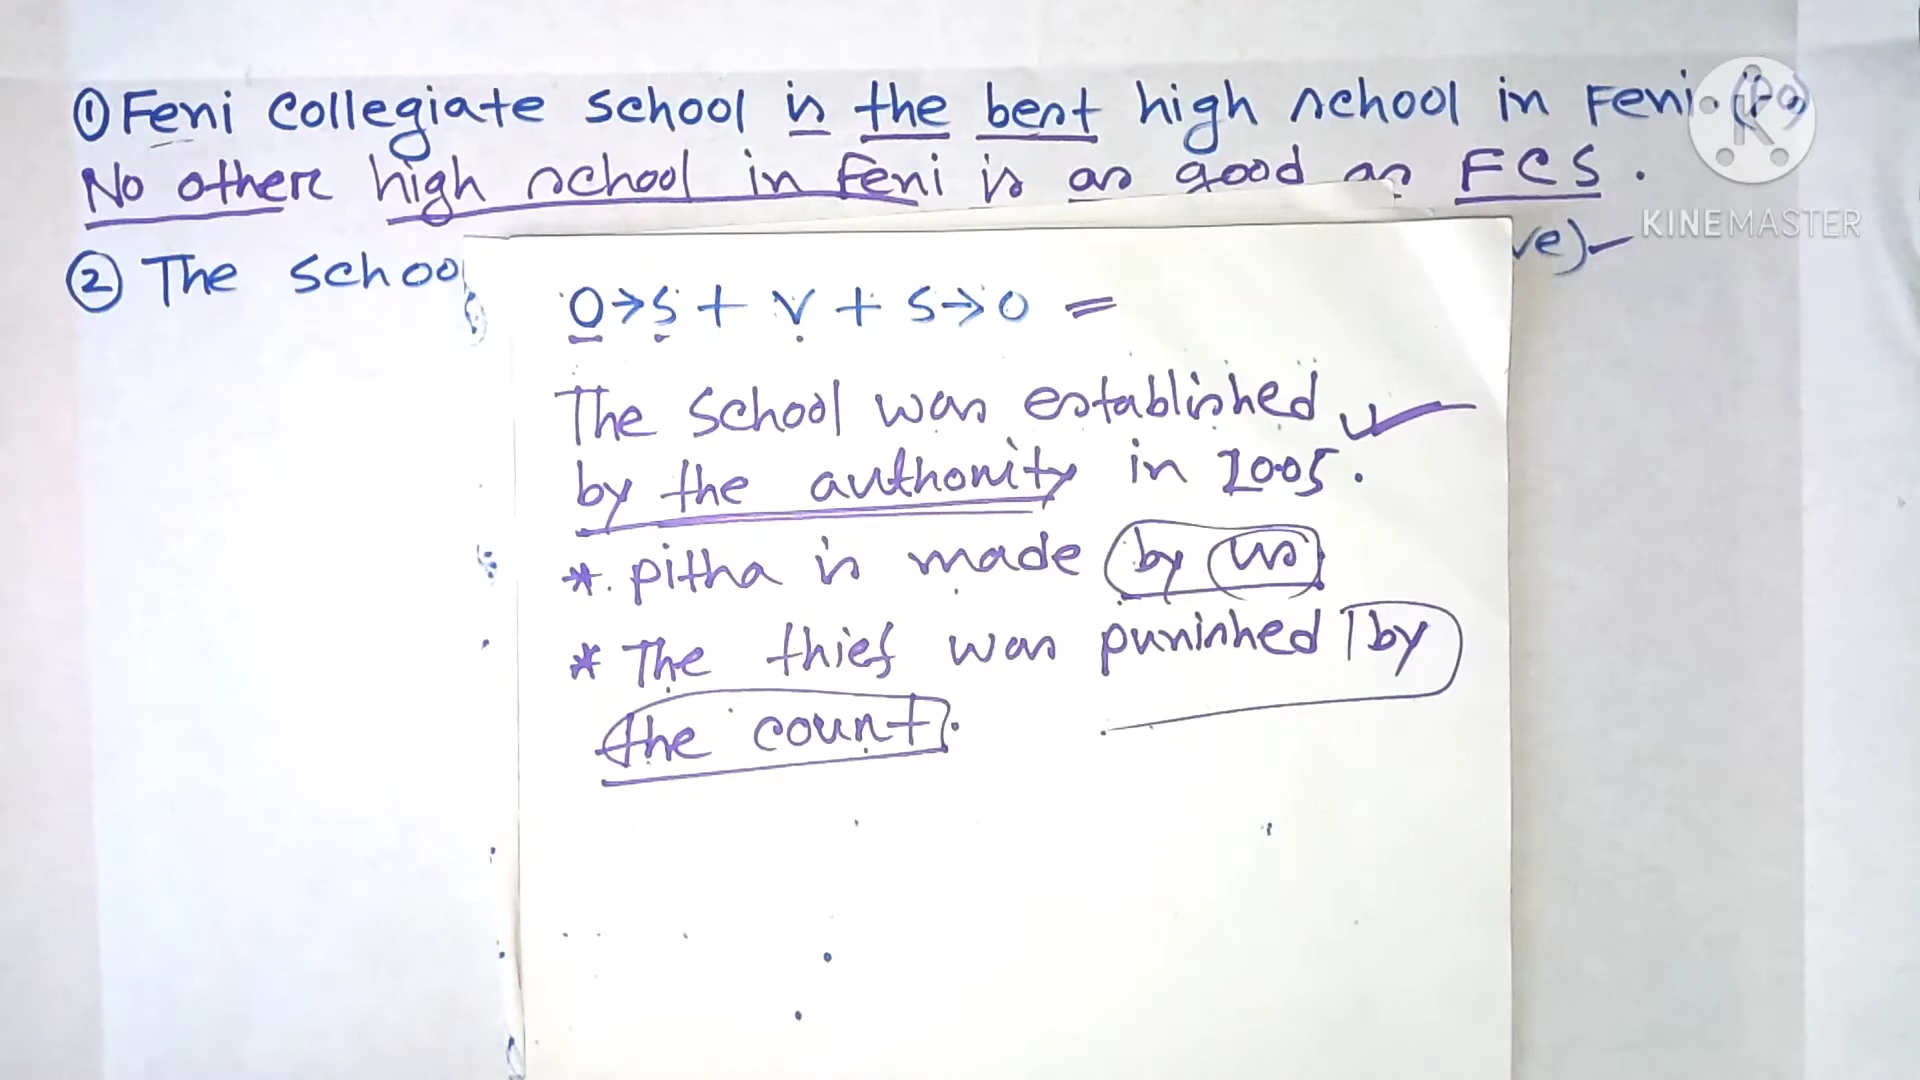 ① Feni collegiate school is the best high school in Feni. (Po)
No other high school in Feni is as good as FCS.
② The schoo ve)
KINEMASTER
O→S + V + S→O =
The school was established
by the authority in 2005.
* pitha is made by us
* The thief was punished by
the court.